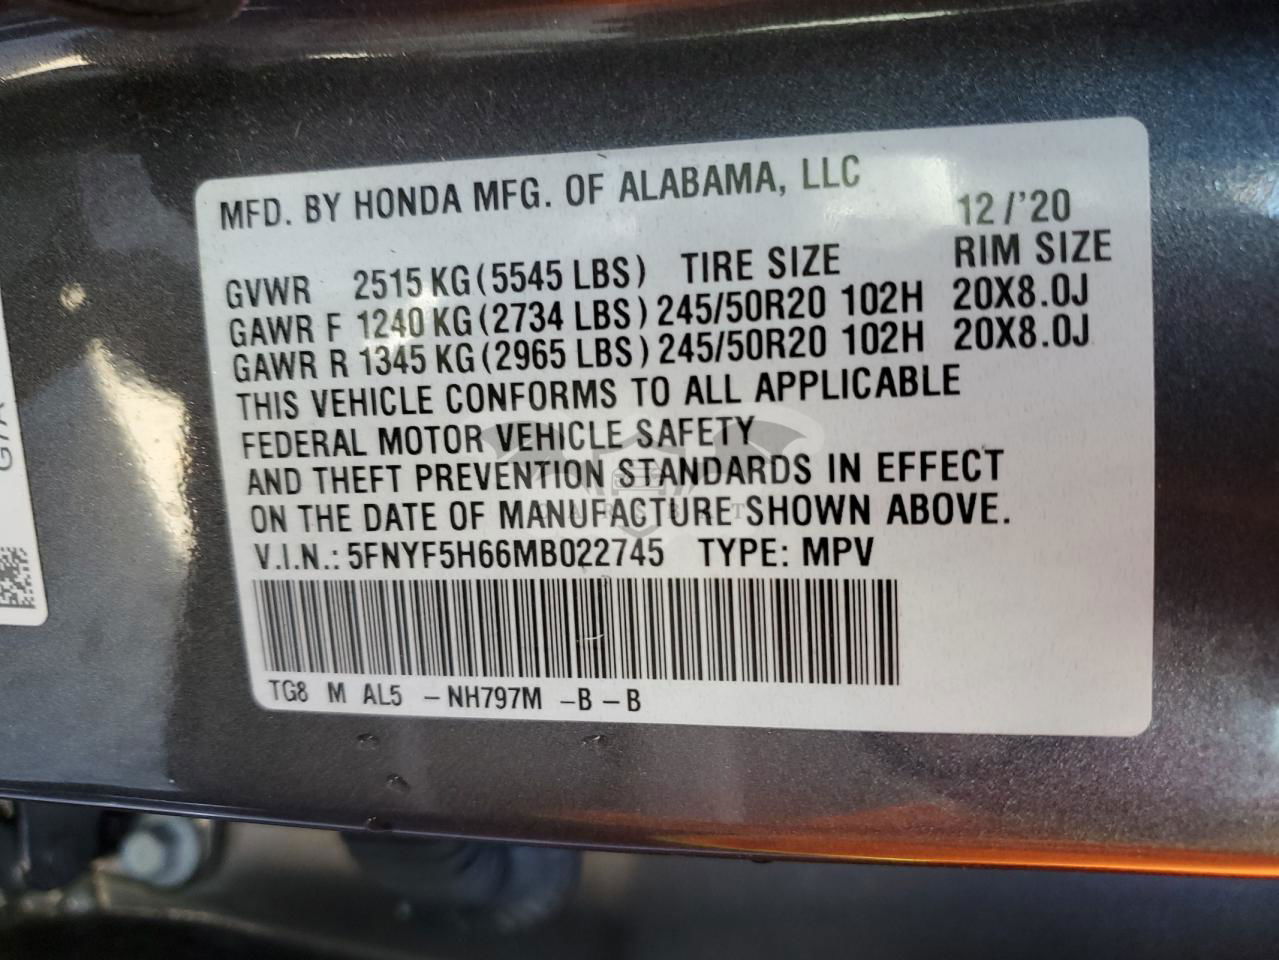 MFD. BY HONDA MFG. OF ALABAMA, LLC
12/'20
GVWR 2515 KG (5545 LBS) TIRE SIZE RIM SIZE
GAWR F 1240 KG (2734 LBS) 245/50R20 102H 20X8.0J
GAWR R 1345 KG (2965 LBS) 245/50R20 102H 20X8.0J
THIS VEHICLE CONFORMS TO ALL APPLICABLE
FEDERAL MOTOR VEHICLE SAFETY
AND THEFT PREVENTION STANDARDS IN EFFECT
ON THE DATE OF MANUFACTURE SHOWN ABOVE.
V.I.N.: 5FNYF5H66MB022745 TYPE: MPV
TG8 M AL5 -NH797M -B-B